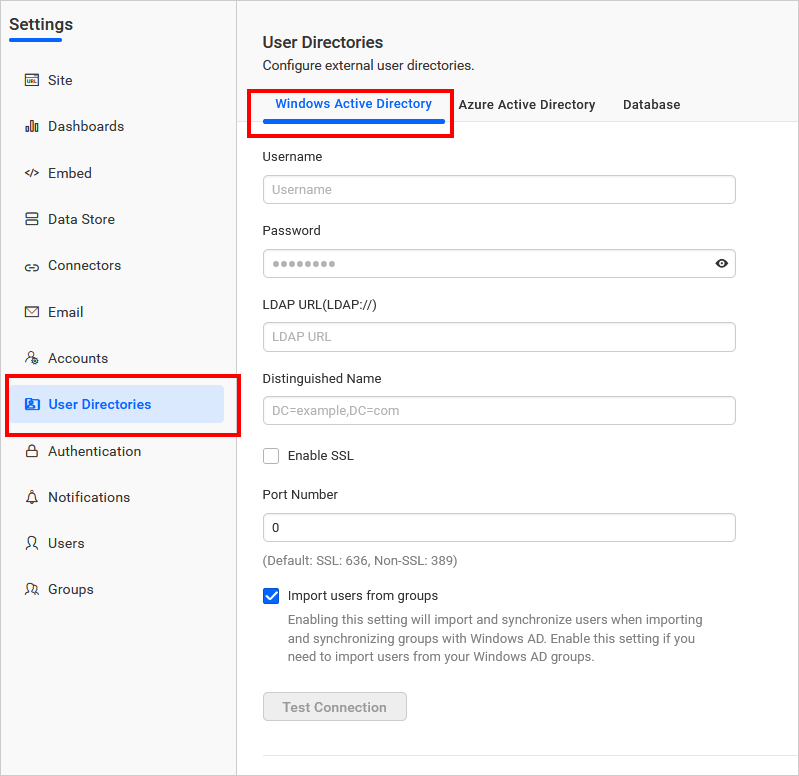 Settings
Site
Dashboards
Embed
Data Store
Connectors
Email
Accounts
User Directories
Authentication
Notifications
Users
Groups
User Directories
Configure external user directories.
Windows Active Directory Azure Active Directory Database
Username
Username
Password
LDAP URL(LDAP://)
LDAP URL
Distinguished Name
DC=example,DC=com
Enable SSL
Port Number
0
(Default: SSL: 636, Non-SSL: 389)
Import users from groups
Enabling this setting will import and synchronize users when importing
and synchronizing groups with Windows AD. Enable this setting if you
need to import users from your Windows AD groups.
Test Connection